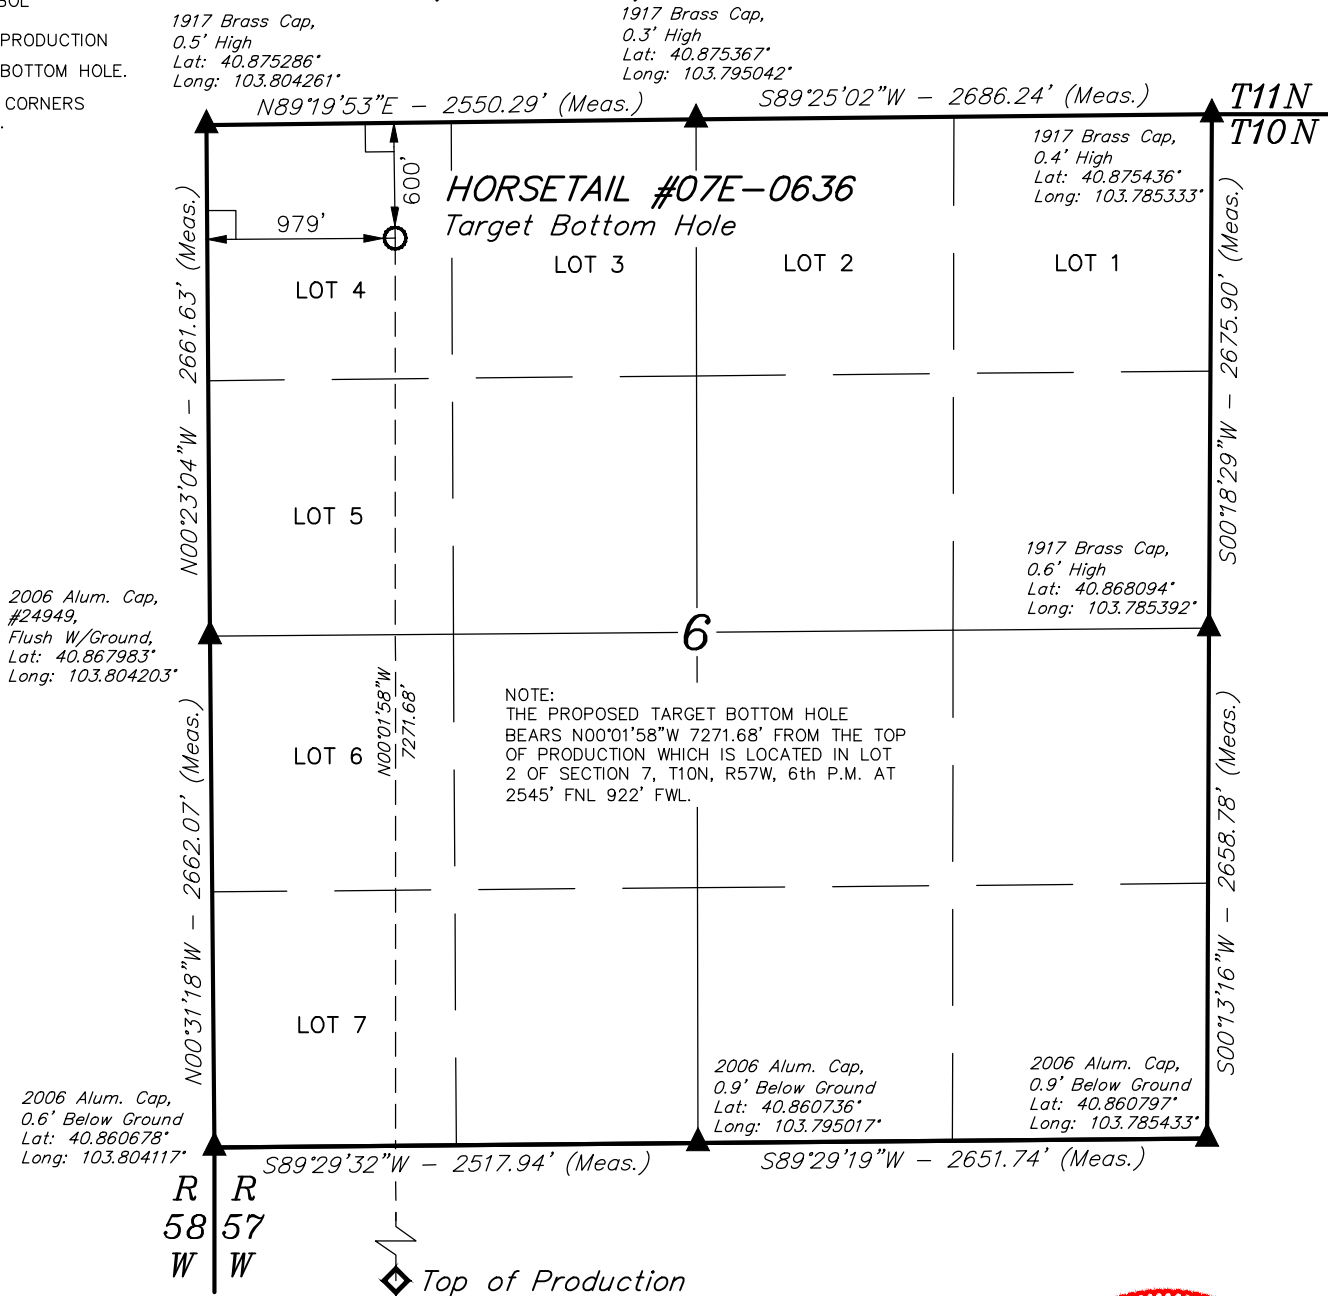 PRODUCTION
BOTTOM HOLE.
CORNERS
1917 Brass Cap,
0.5' High
Lat: 40.875286°
Long: 103.804261°
1917 Brass Cap,
0.3' High
Lat: 40.875367°
Long: 103.795042°
N89°19'53"E – 2550.29' (Meas.)
S89°25'02"W – 2686.24' (Meas.)
T11N
T10N
1917 Brass Cap,
0.4' High
Lat: 40.875436°
Long: 103.785333°
600'
979'
HORSETAIL #07E-0636
Target Bottom Hole
LOT 4
LOT 3
LOT 2
LOT 1
N00°23'04"W – 2661.63' (Meas.)
S00°18'29"W – 2675.90' (Meas.)
LOT 5
1917 Brass Cap,
0.6' High
Lat: 40.868094°
Long: 103.785392°
2006 Alum. Cap,
#24949,
Flush W/Ground,
Lat: 40.867983°
Long: 103.804203°
6
N00°01'58"W
7271.68'
NOTE:
THE PROPOSED TARGET BOTTOM HOLE
BEARS N00°01'58"W 7271.68' FROM THE TOP
OF PRODUCTION WHICH IS LOCATED IN LOT
2 OF SECTION 7, T10N, R57W, 6th P.M. AT
2545' FNL 922' FWL.
LOT 6
N00°31'18"W – 2662.07' (Meas.)
S00°13'16"W – 2658.78' (Meas.)
LOT 7
2006 Alum. Cap,
0.6' Below Ground
Lat: 40.860678°
Long: 103.804117°
2006 Alum. Cap,
0.9' Below Ground
Lat: 40.860736°
Long: 103.795017°
2006 Alum. Cap,
0.9' Below Ground
Lat: 40.860797°
Long: 103.785433°
S89°29'32"W – 2517.94' (Meas.)
S89°29'19"W – 2651.74' (Meas.)
R R
58 57
W W
Top of Production